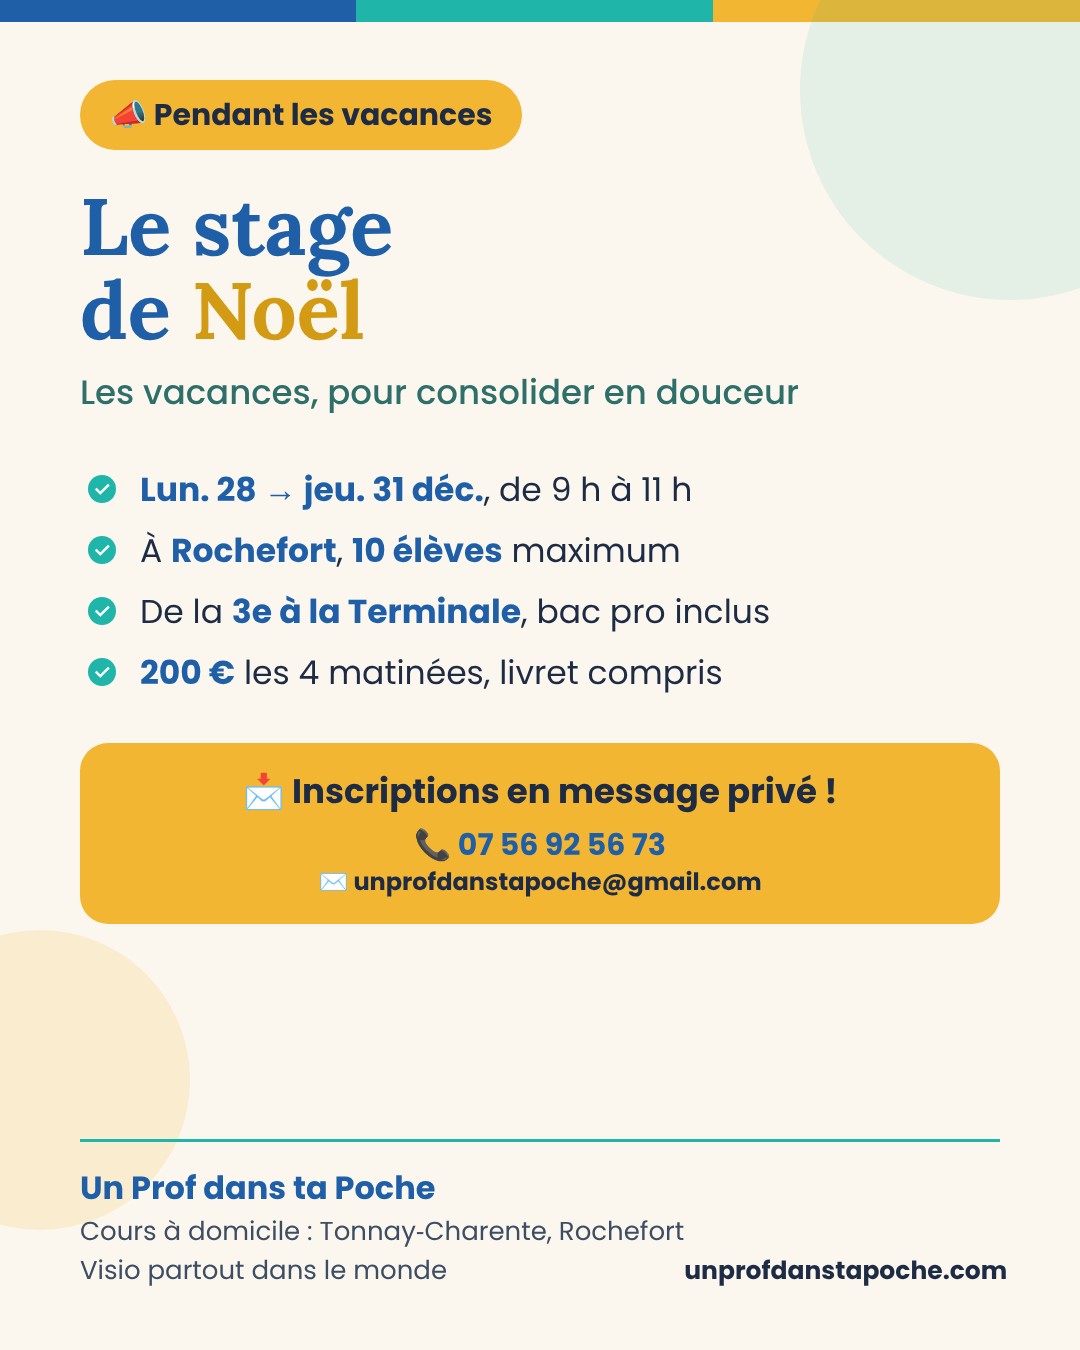 📣 Pendant les vacances
Le stage
de Noël
Les vacances, pour consolider en douceur
Lun. 28 → jeu. 31 déc., de 9 h à 11 h
À Rochefort, 10 élèves maximum
De la 3e à la Terminale, bac pro inclus
200 € les 4 matinées, livret compris
📩 Inscriptions en message privé !
📞 07 56 92 56 73
✉️ unprofdanstapoche@gmail.com
Un Prof dans ta Poche
Cours à domicile : Tonnay-Charente, Rochefort
Visio partout dans le monde
unprofdanstapoche.com